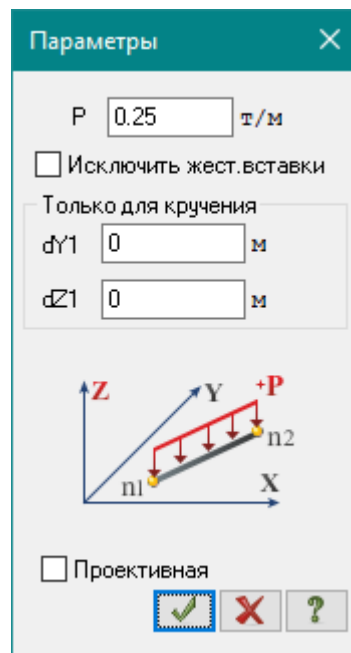 Параметры
P 0.25 т/м
Исключить жест.вставки
Только для кручения
dY1 0 м
dZ1 0 м
Z Y +P
n2
n1 X
Проективная
?